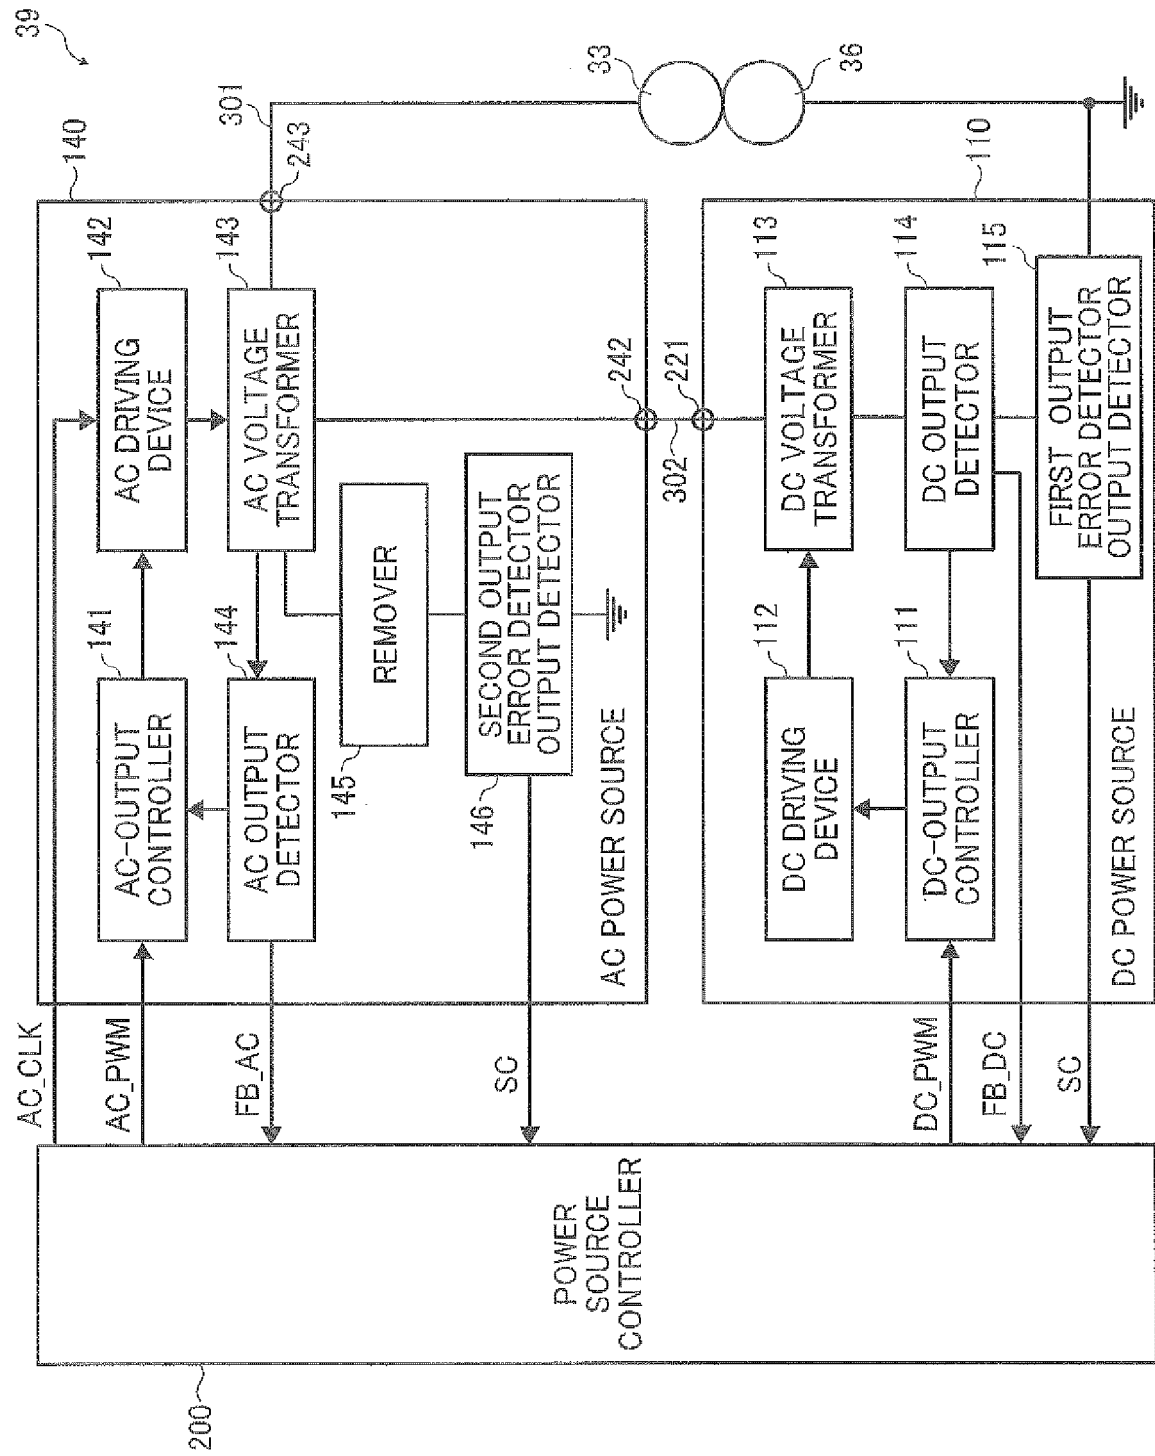 39
AC_CLK
140
142
AC DRIVING
DEVICE
141
AC-OUTPUT
CONTROLLER
AC_PWM
301
243
143
AC VOLTAGE
TRANSFORMER
144
AC OUTPUT
DETECTOR
FB_AC
REMOVER
145
SECOND OUTPUT
ERROR DETECTOR
OUTPUT DETECTOR
146
SC
AC POWER SOURCE
33
36
242
302
221
110
113
DC VOLTAGE
TRANSFORMER
112
DC DRIVING
DEVICE
114
DC OUTPUT
DETECTOR
111
DC-OUTPUT
CONTROLLER
DC_PWM
FB_DC
115
FIRST OUTPUT
ERROR DETECTOR
OUTPUT DETECTOR
SC
DC POWER SOURCE
POWER
SOURCE
CONTROLLER
200